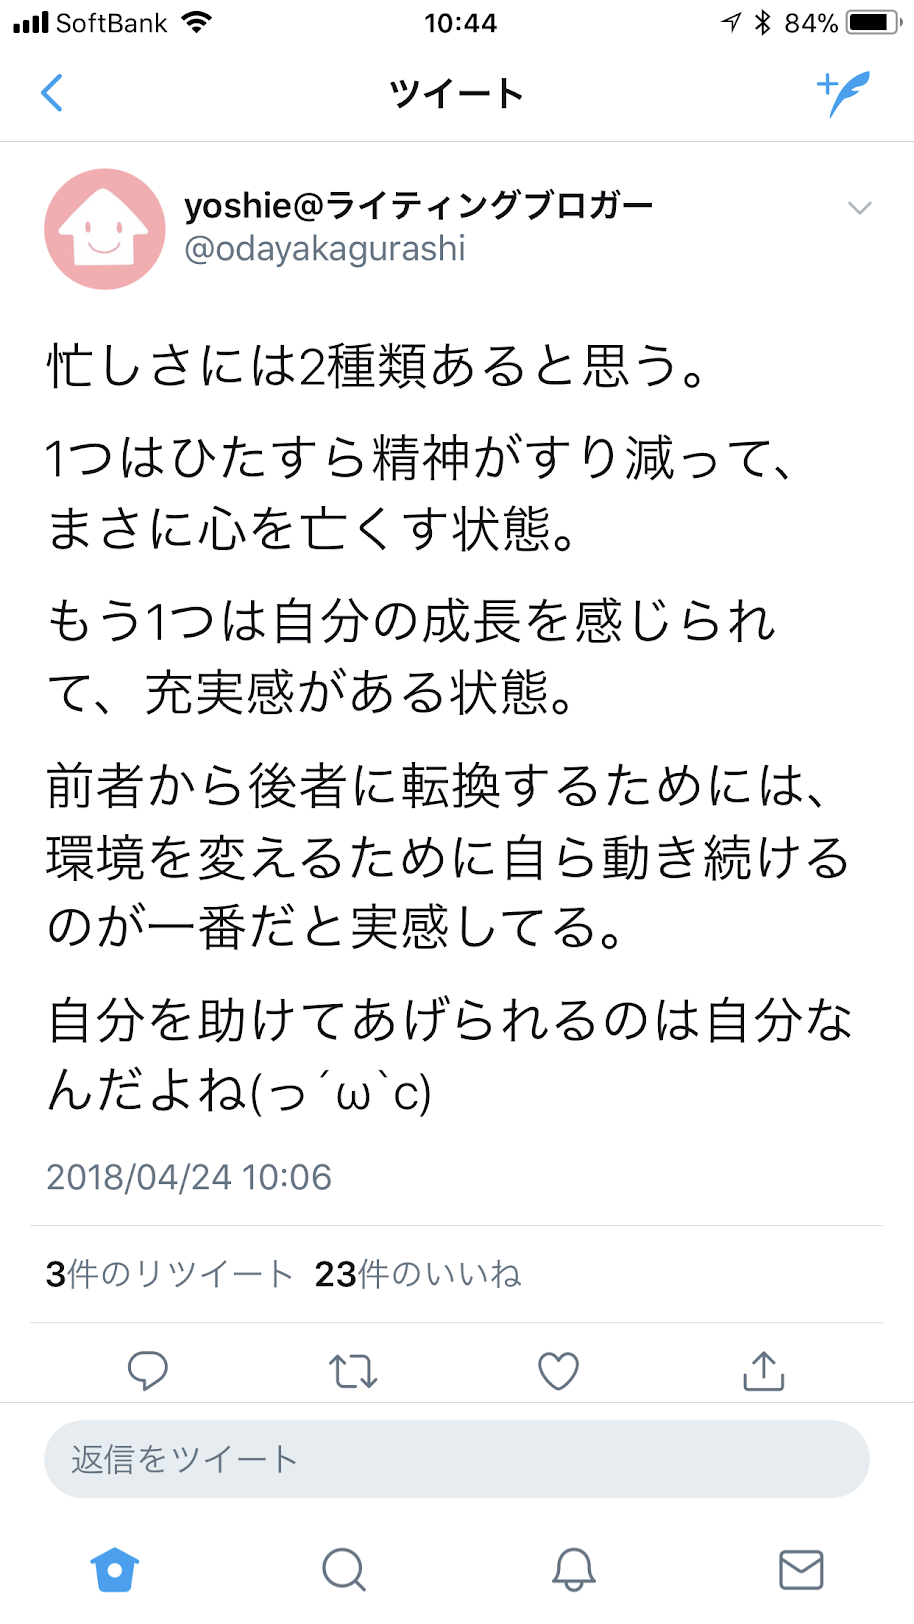 SoftBank 10:44 84%
ツイート
yoshie@ライティングブロガー
@odayakagurashi
忙しさには2種類あると思う。
1つはひたすら精神がすり減って、
まさに心を亡くす状態。
もう1つは自分の成長を感じられ
て、充実感がある状態。
前者から後者に転換するためには、
環境を変えるために自ら動き続ける
のが一番だと実感してる。
自分を助けてあげられるのは自分な
んだよね(っ´ω`c)
2018/04/24 10:06
3件のリツイート 23件のいいね
返信をツイート